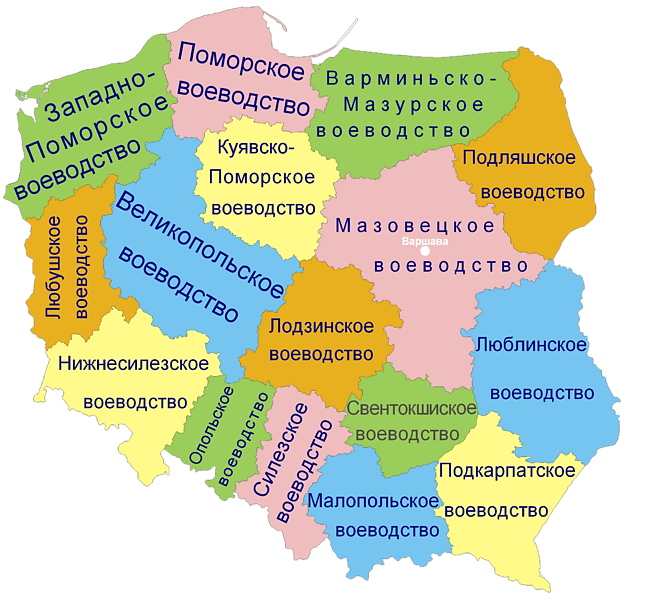 Западно-
Поморское
воеводство
Поморское
воеводство
Варминьско-
Мазурское
воеводство
Подляшское
воеводство
Куявско-
Поморское
воеводство
Мазовецкое
Варшава
воеводство
Великопольское
воеводство
Любушское
воеводство
Лодзинское
воеводство
Люблинское
воеводство
Нижнесилезское
воеводство
Опольское
воеводство
Силезское
воеводство
Свентокшиское
воеводство
Малопольское
воеводство
Подкарпатское
воеводство